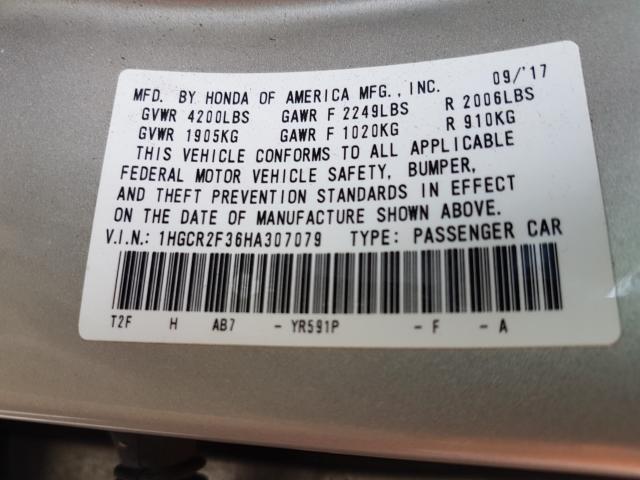 MFD. BY HONDA OF AMERICA MFG., INC. 09/'17
GVWR 4200LBS GAWR F 2249LBS R 2006LBS
GVWR 1905KG GAWR F 1020KG R 910KG
THIS VEHICLE CONFORMS TO ALL APPLICABLE
FEDERAL MOTOR VEHICLE SAFETY, BUMPER,
AND THEFT PREVENTION STANDARDS IN EFFECT
ON THE DATE OF MANUFACTURE SHOWN ABOVE.
V.I.N.: 1HGCR2F36HA307079 TYPE: PASSENGER CAR
T2F H AB7 - YR591P - F - A